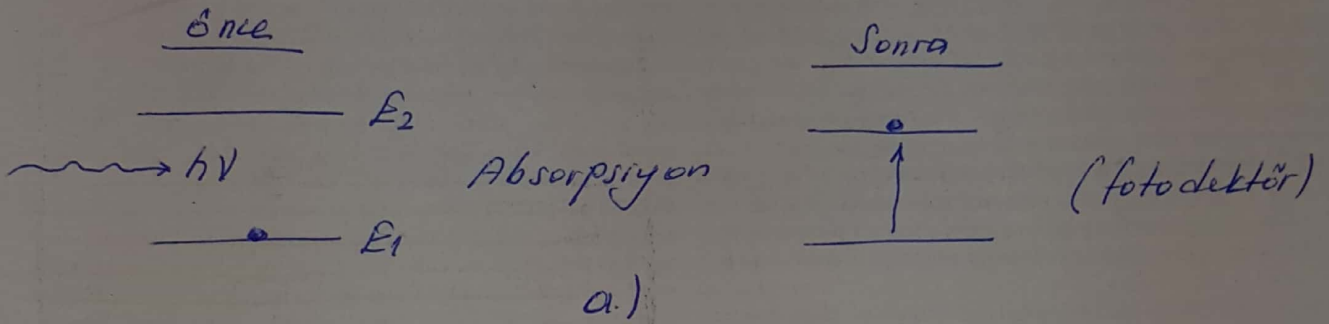 Önce
Sonra
E2
hν
Absorpsiyon
(fotodektör)
E1
a.)